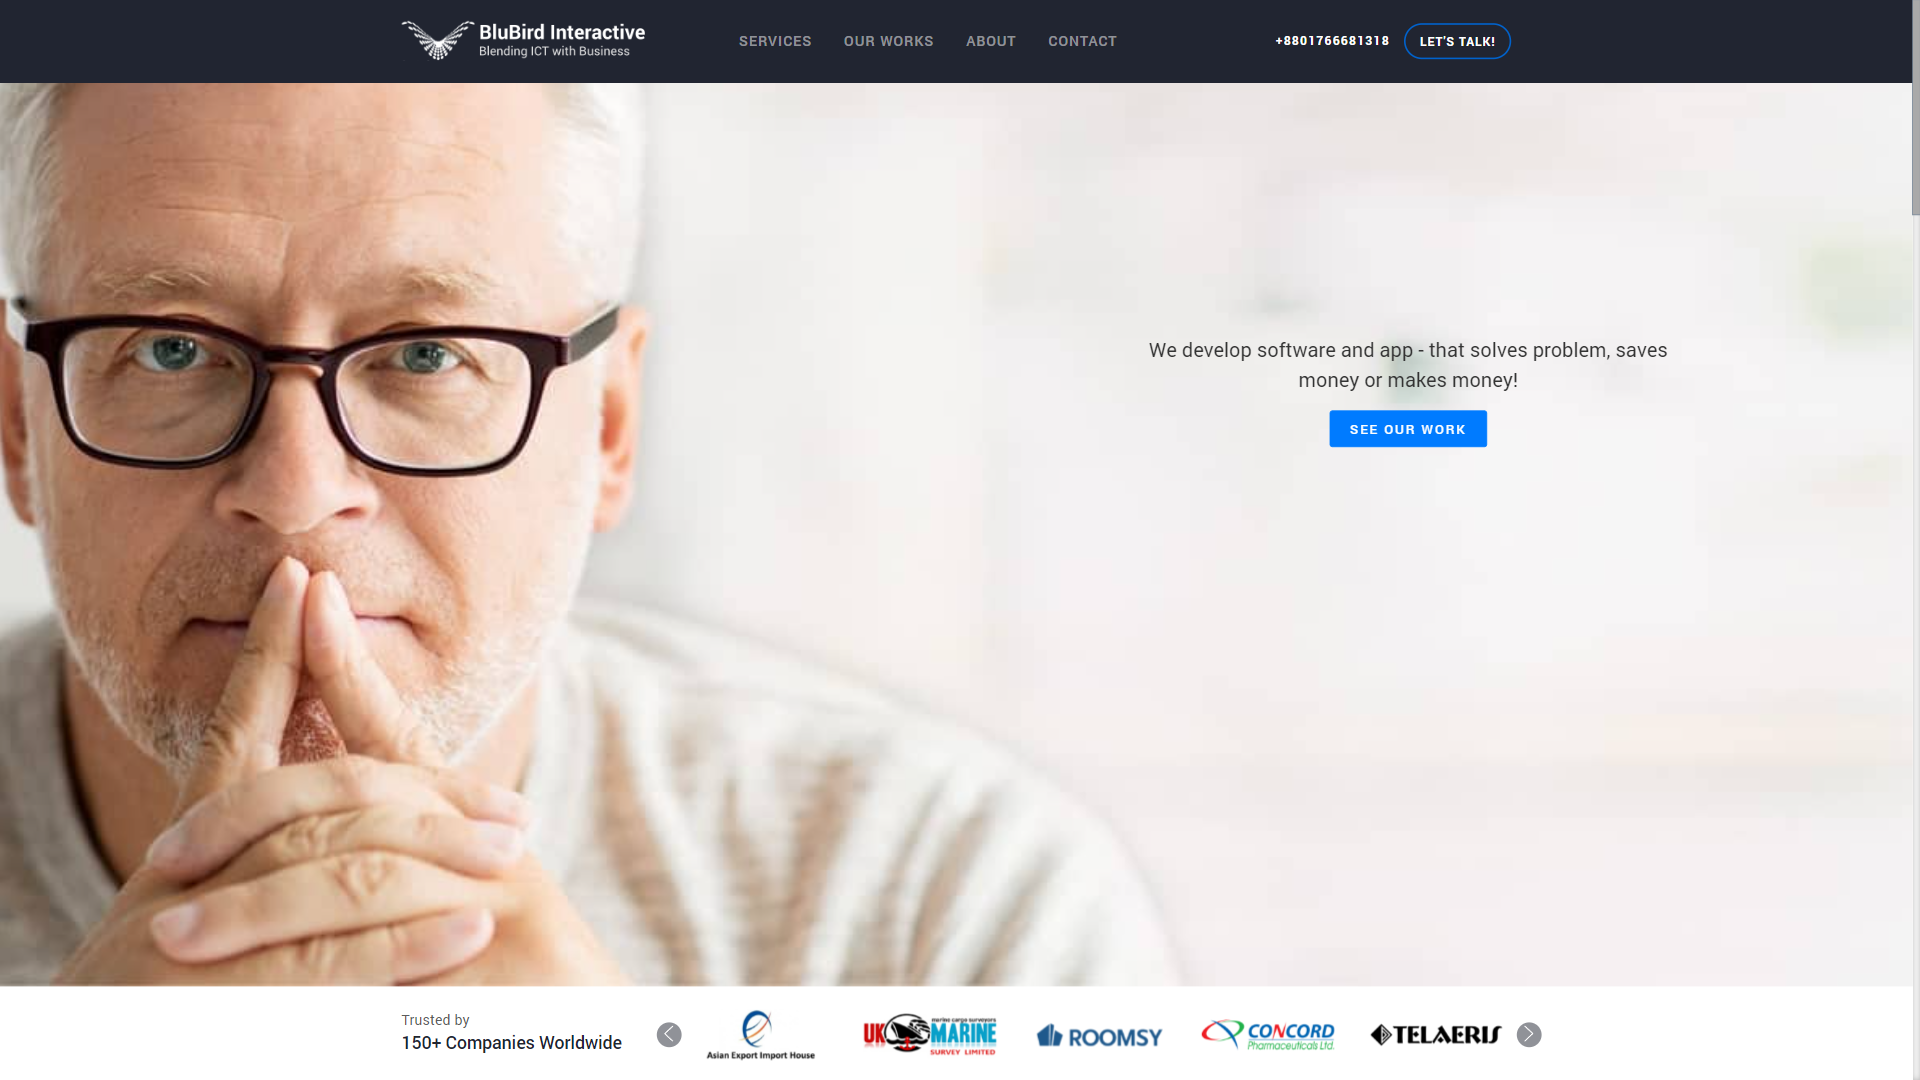 BluBird Interactive
Blending ICT with Business
SERVICES
OUR WORKS
ABOUT
CONTACT
+8801766681318
LET'S TALK!
We develop software and app - that solves problem, saves
money or makes money!
SEE OUR WORK
Trusted by
150+ Companies Worldwide
Asian Export Import House
marine cargo surveyors
UK MARINE
SURVEY LIMITED
ROOMSY
CONCORD
Pharmaceuticals Ltd.
TELAERIS